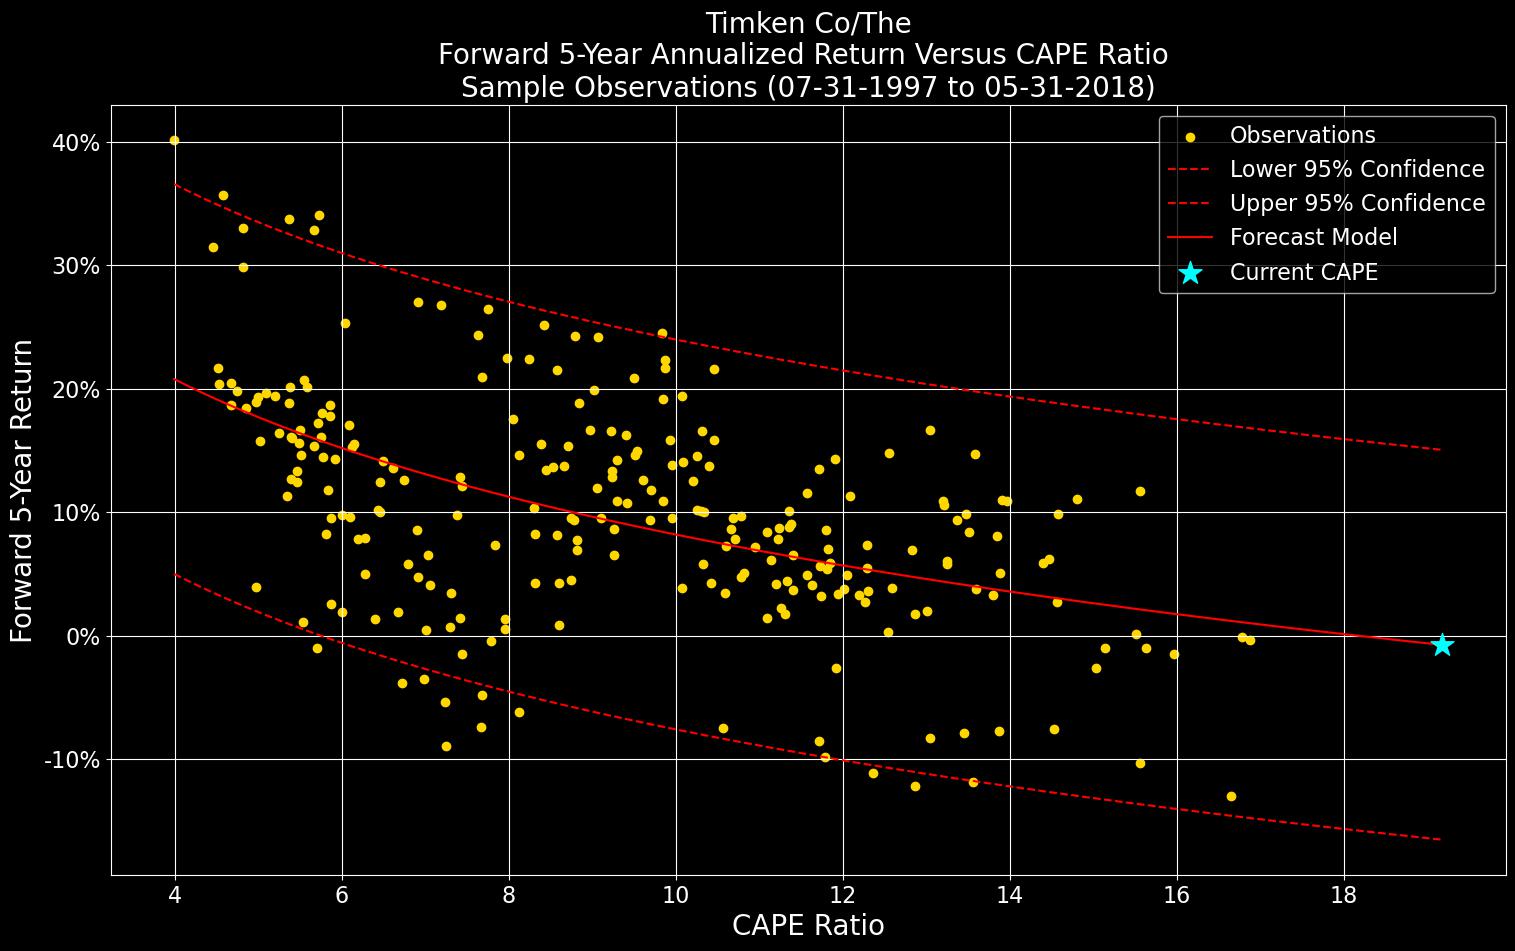 Timken Co/The
Forward 5-Year Annualized Return Versus CAPE Ratio
Sample Observations (07-31-1997 to 05-31-2018)
Observations
Lower 95% Confidence
Upper 95% Confidence
Forecast Model
Current CAPE
Forward 5-Year Return
40%
30%
20%
10%
0%
-10%
4 6 8 10 12 14 16 18
CAPE Ratio